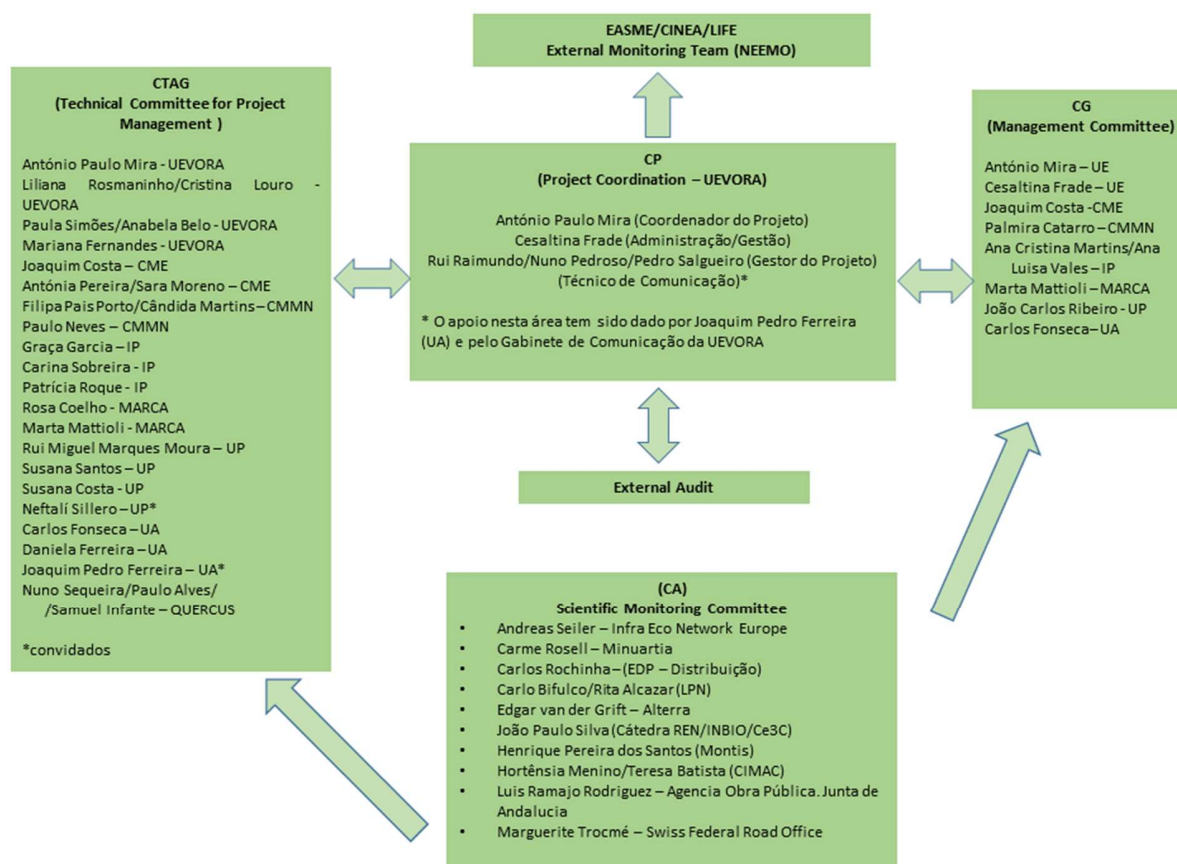 EASME/CINEA/LIFE
External Monitoring Team (NEEMO)
CTAG
(Technical Committee for Project
Management )
António Paulo Mira - UEVORA
Liliana Rosmaninho/Cristina Louro -
UEVORA
Paula Simões/Anabela Belo - UEVORA
Mariana Fernandes - UEVORA
Joaquim Costa – CME
Antónia Pereira/Sara Moreno – CME
Filipa Pais Porto/Cândida Martins – CMMN
Paulo Neves – CMMN
Graça Garcia - IP
Carina Sobreira - IP
Patrícia Roque - IP
Rosa Coelho - MARCA
Marta Mattioli - MARCA
Rui Miguel Marques Moura – UP
Susana Santos – UP
Susana Costa - UP
Neftalí Sillero – UP*
Carlos Fonseca – UA
Daniela Ferreira – UA
Joaquim Pedro Ferreira – UA*
Nuno Sequeira/Paulo Alves/
/Samuel Infante – QUERCUS
*convidados
CP
(Project Coordination – UEVORA)
António Paulo Mira (Coordenador do Projeto)
Cesaltina Frade (Administração/Gestão)
Rui Raimundo/Nuno Pedroso/Pedro Salgueiro (Gestor do Projeto)
(Técnico de Comunicação)*
* O apoio nesta área tem sido dado por Joaquim Pedro Ferreira
(UA) e pelo Gabinete de Comunicação da UEVORA
CG
(Management Committee)
António Mira – UE
Cesaltina Frade – UE
Joaquim Costa -CME
Palmira Catarro – CMMN
Ana Cristina Martins/Ana
Luisa Vales – IP
Marta Mattioli – MARCA
João Carlos Ribeiro - UP
Carlos Fonseca– UA
External Audit
(CA)
Scientific Monitoring Committee
• Andreas Seiler – Infra Eco Network Europe
• Carme Rosell – Minuartia
• Carlos Rochinha– (EDP – Distribuição)
• Carlo Bifulco/Rita Alcazar (LPN)
• Edgar van der Grift – Alterra
• João Paulo Silva (Cátedra REN/INBIO/Ce3C)
• Henrique Pereira dos Santos (Montis)
• Hortênsia Menino/Teresa Batista (CIMAC)
• Luis Ramajo Rodriguez – Agencia Obra Pública. Junta de
Andalucia
• Marguerite Trocmé – Swiss Federal Road Office